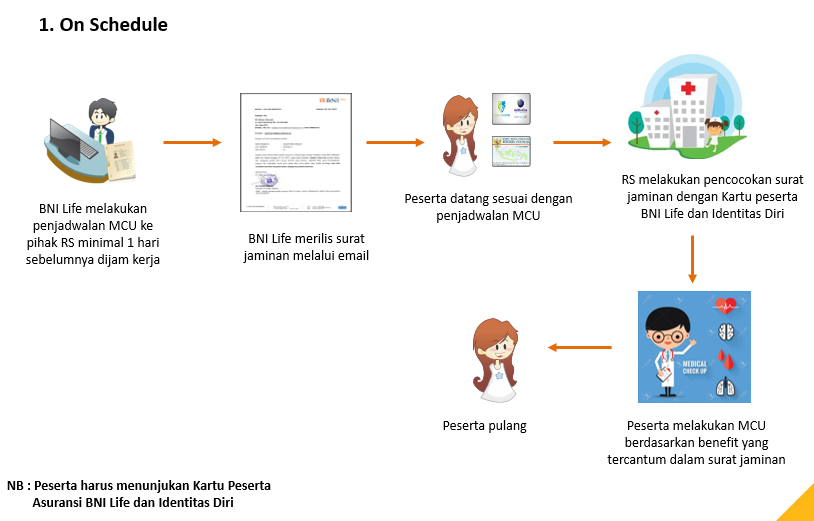 1. On Schedule
BNI Life melakukan
penjadwalan MCU ke
pihak RS minimal 1 hari
sebelumnya dijam kerja
BNI
BNI Life merilis surat
jaminan melalui email
Peserta datang sesuai dengan
penjadwalan MCU
RS melakukan pencocokan surat
jaminan dengan Kartu peserta
BNI Life dan Identitas Diri
MEDICAL
CHECK UP
Peserta melakukan MCU
berdasarkan benefit yang
tercantum dalam surat jaminan
Peserta pulang
NB : Peserta harus menunjukan Kartu Peserta
Asuransi BNI Life dan Identitas Diri